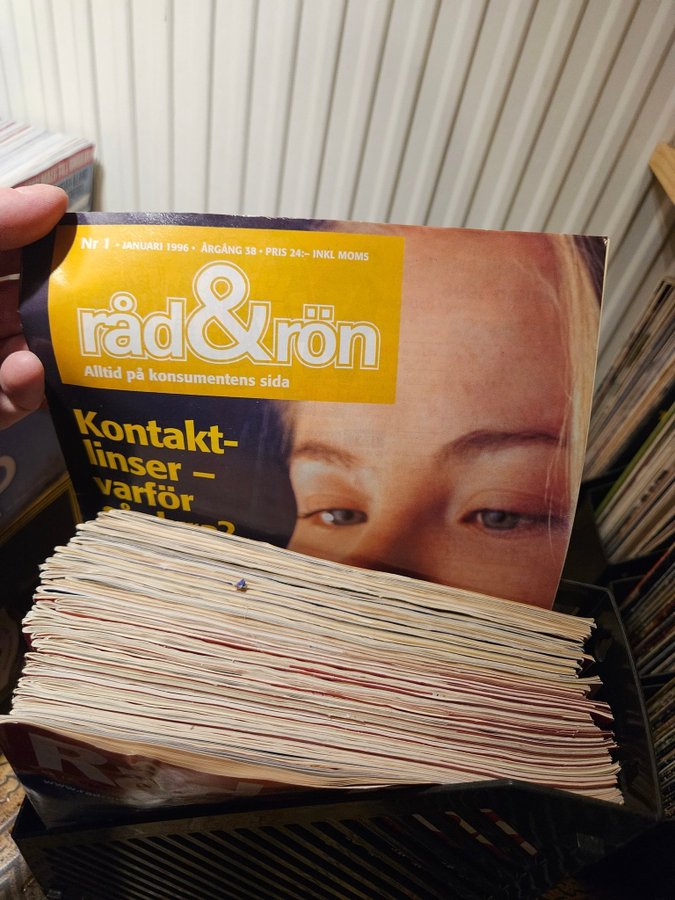 Nr 1 - JANUARI 1996 • ÅRGÅNG 38 • PRIS 24:– INKL MOMS
råd&rön
Alltid på konsumentens sida
Kontakt-
linser –
varför